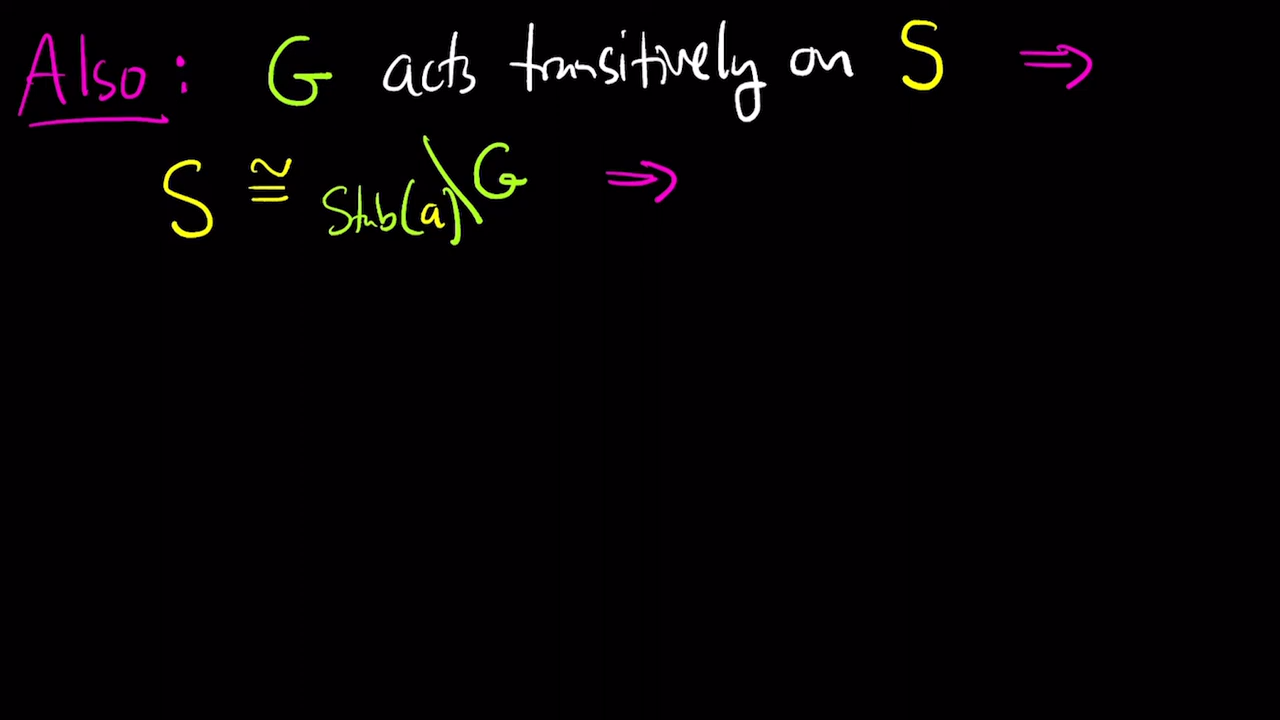 Also: G acts transitively on S ⇒
S ≅ Stab(a)\G ⇒